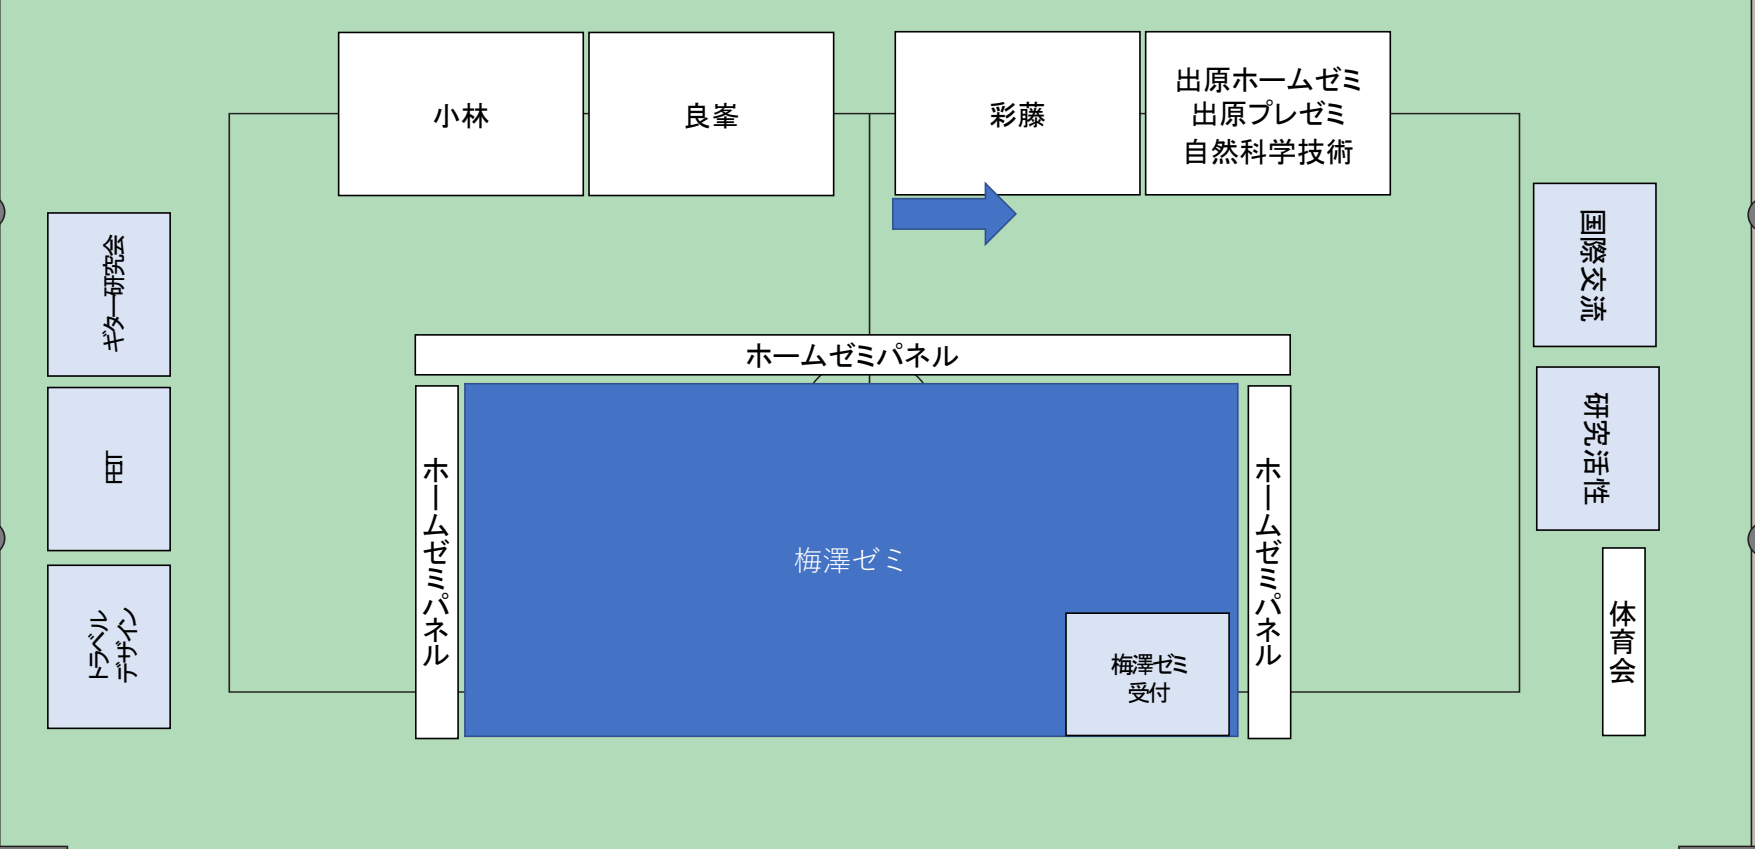 小林
良峯
彩藤
出原ホームゼミ
出原プレゼミ
自然科学技術
ギター研究会
FEIT
トラベル
デザイン
ホームゼミパネル
ホームゼミパネル
梅澤ゼミ
梅澤ゼミ
受付
ホームゼミパネル
国際交流
研究活性
体育会